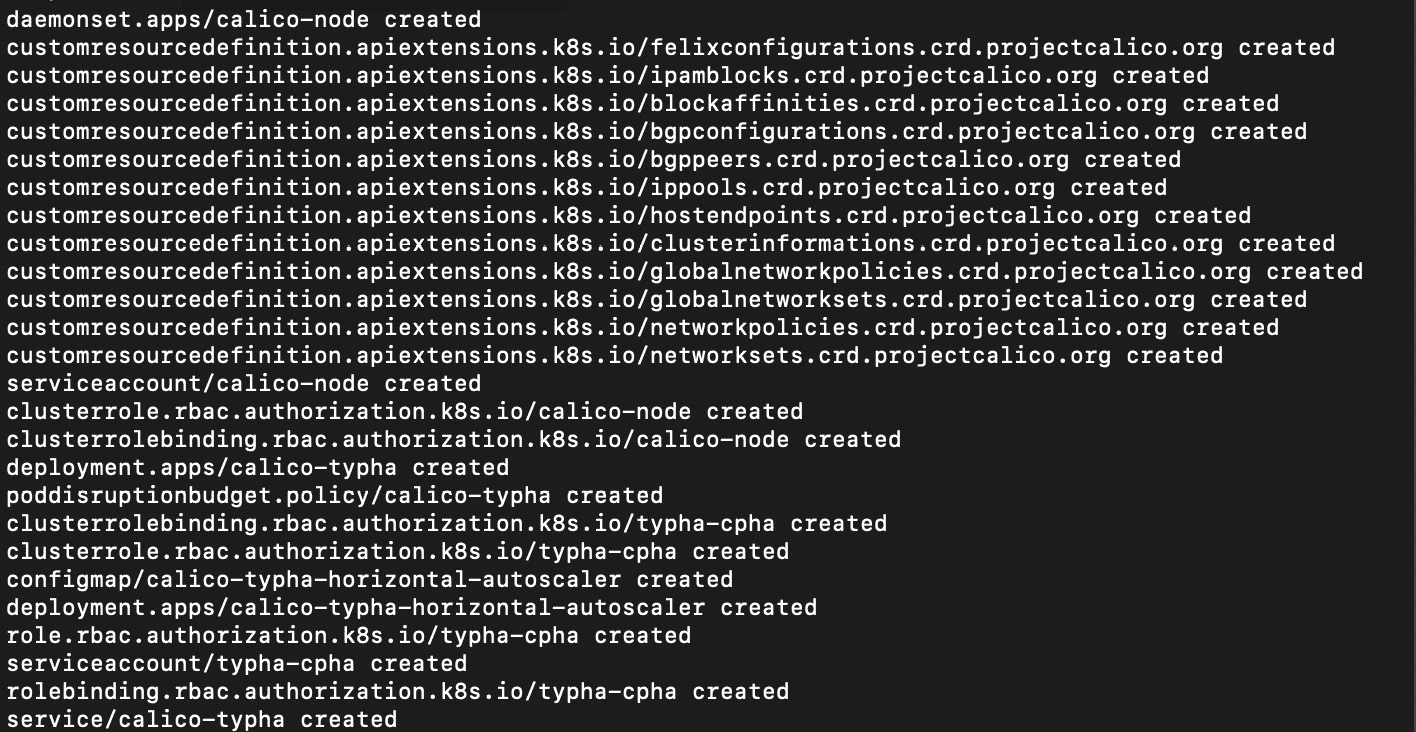 daemonset.apps/calico-node created
customresourcedefinition.apiextensions.k8s.io/felixconfigurations.crd.projectcalico.org created
customresourcedefinition.apiextensions.k8s.io/ipamblocks.crd.projectcalico.org created
customresourcedefinition.apiextensions.k8s.io/blockaffinities.crd.projectcalico.org created
customresourcedefinition.apiextensions.k8s.io/bgpconfigurations.crd.projectcalico.org created
customresourcedefinition.apiextensions.k8s.io/bgppeers.crd.projectcalico.org created
customresourcedefinition.apiextensions.k8s.io/ippools.crd.projectcalico.org created
customresourcedefinition.apiextensions.k8s.io/hostendpoints.crd.projectcalico.org created
customresourcedefinition.apiextensions.k8s.io/clusterinformations.crd.projectcalico.org created
customresourcedefinition.apiextensions.k8s.io/globalnetworkpolicies.crd.projectcalico.org created
customresourcedefinition.apiextensions.k8s.io/globalnetworksets.crd.projectcalico.org created
customresourcedefinition.apiextensions.k8s.io/networkpolicies.crd.projectcalico.org created
customresourcedefinition.apiextensions.k8s.io/networksets.crd.projectcalico.org created
serviceaccount/calico-node created
clusterrole.rbac.authorization.k8s.io/calico-node created
clusterrolebinding.rbac.authorization.k8s.io/calico-node created
deployment.apps/calico-typha created
poddisruptionbudget.policy/calico-typha created
clusterrolebinding.rbac.authorization.k8s.io/typha-cpha created
clusterrole.rbac.authorization.k8s.io/typha-cpha created
configmap/calico-typha-horizontal-autoscaler created
deployment.apps/calico-typha-horizontal-autoscaler created
role.rbac.authorization.k8s.io/typha-cpha created
serviceaccount/typha-cpha created
rolebinding.rbac.authorization.k8s.io/typha-cpha created
service/calico-typha created